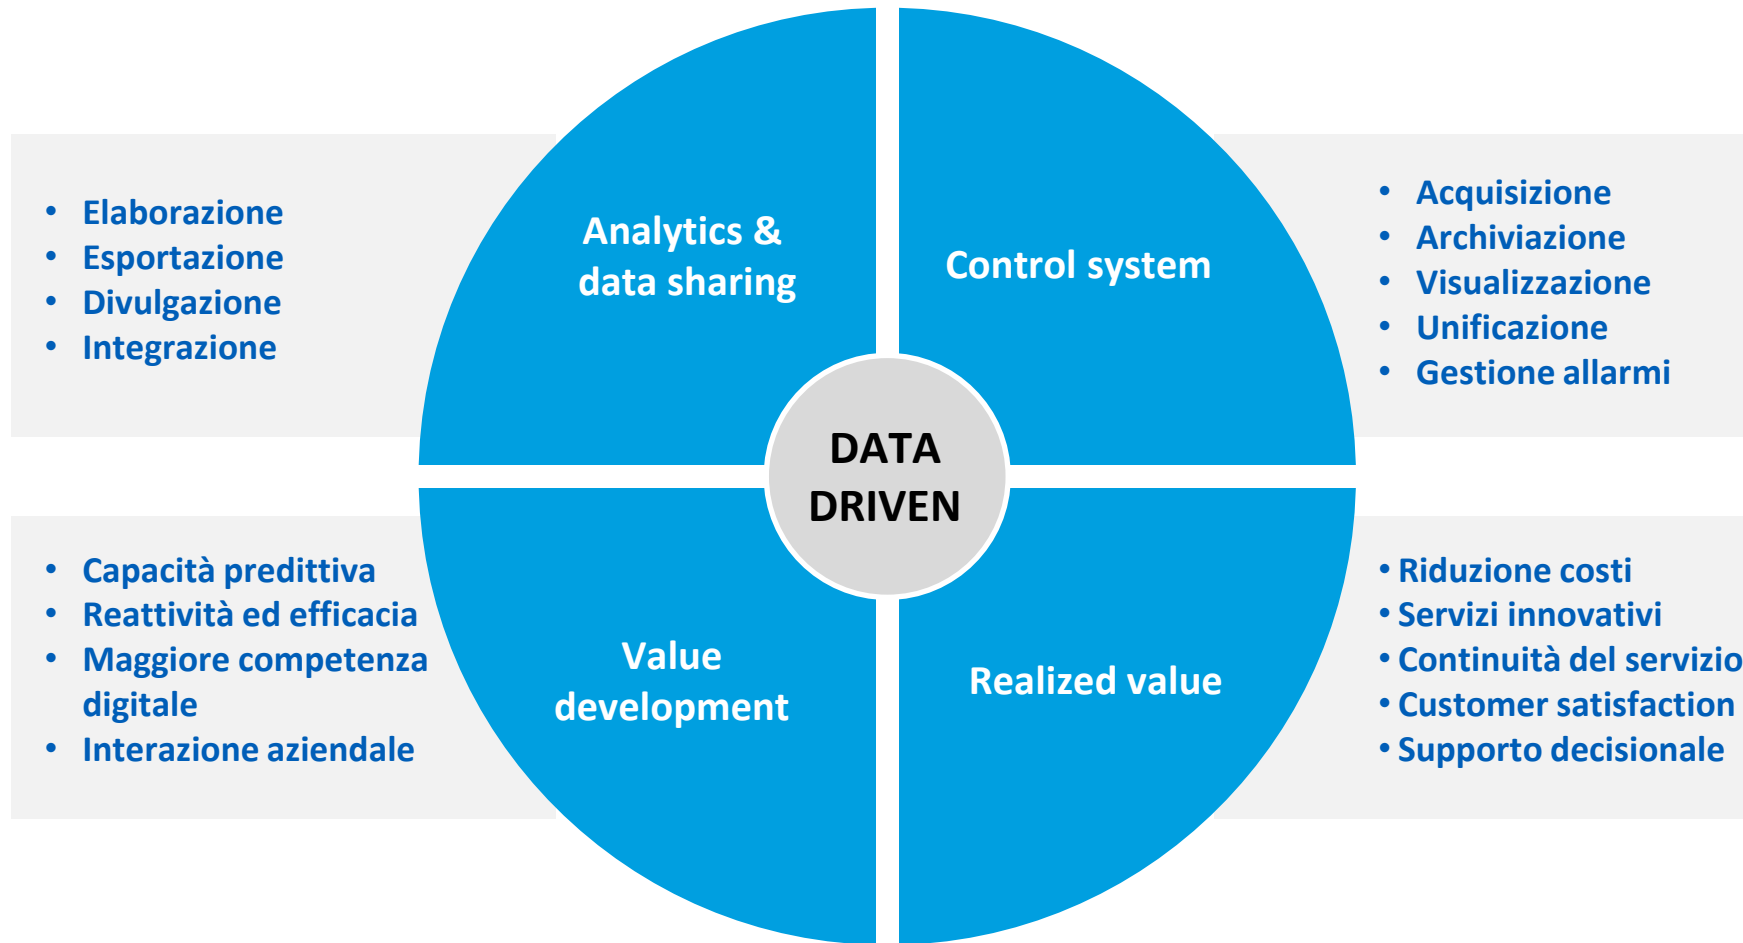 Analytics &
data sharing
• Elaborazione
• Esportazione
• Divulgazione
• Integrazione
Control system
• Acquisizione
• Archiviazione
• Visualizzazione
• Unificazione
• Gestione allarmi
DATA
DRIVEN
Value
development
• Capacità predittiva
• Reattività ed efficacia
• Maggiore competenza
digitale
• Interazione aziendale
Realized value
• Riduzione costi
• Servizi innovativi
• Continuità del servizio
• Customer satisfaction
• Supporto decisionale